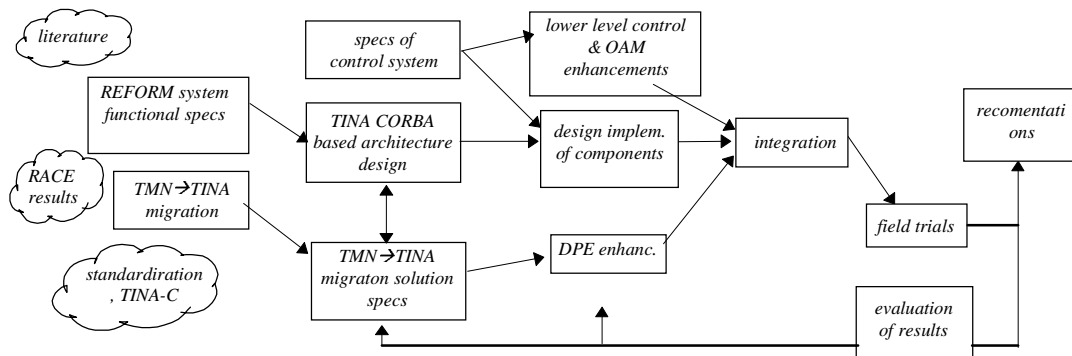 literature
specs of
control system
lower level control
& OAM
enhancements
REFORM system
functional specs
TINA CORBA
based architecture
design
design implem.
of components
integration
recomentati
ons
RACE
results
TMN→TINA
migration
field trials
standardiration
, TINA-C
TMN→TINA
migraton solution
specs
DPE enhanc.
evaluation
of results